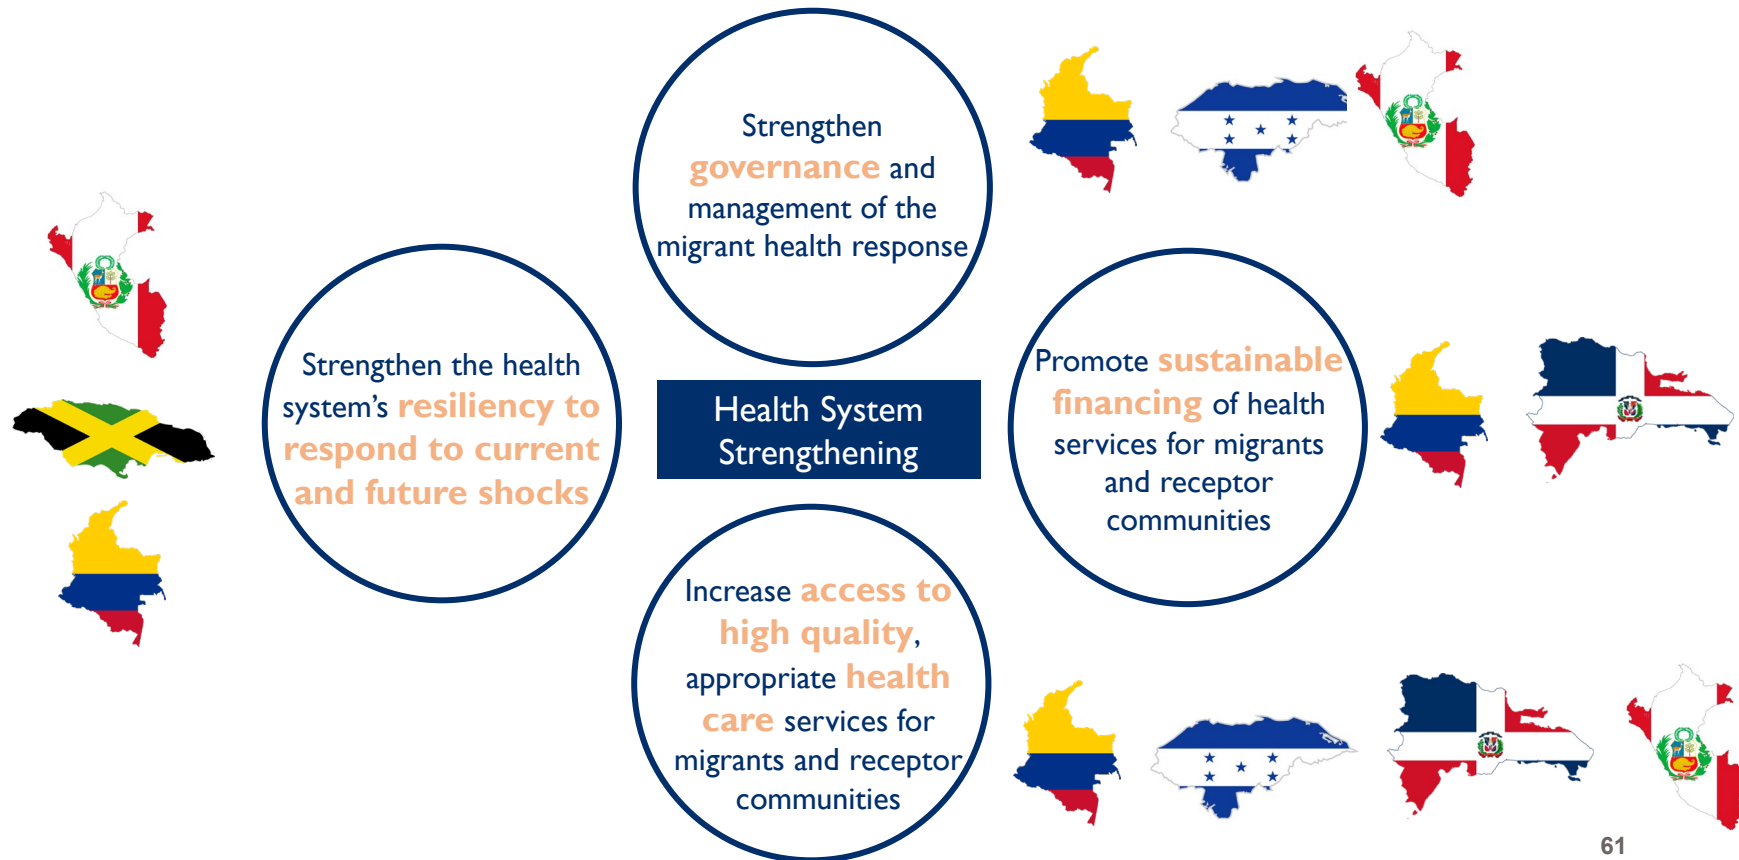 Strengthen
governance and
management of the
migrant health response
Strengthen the health
system's resiliency to
respond to current
and future shocks
Health System
Strengthening
Promote sustainable
financing of health
services for migrants
and receptor
communities
Increase access to
high quality,
appropriate health
care services for
migrants and receptor
communities
61